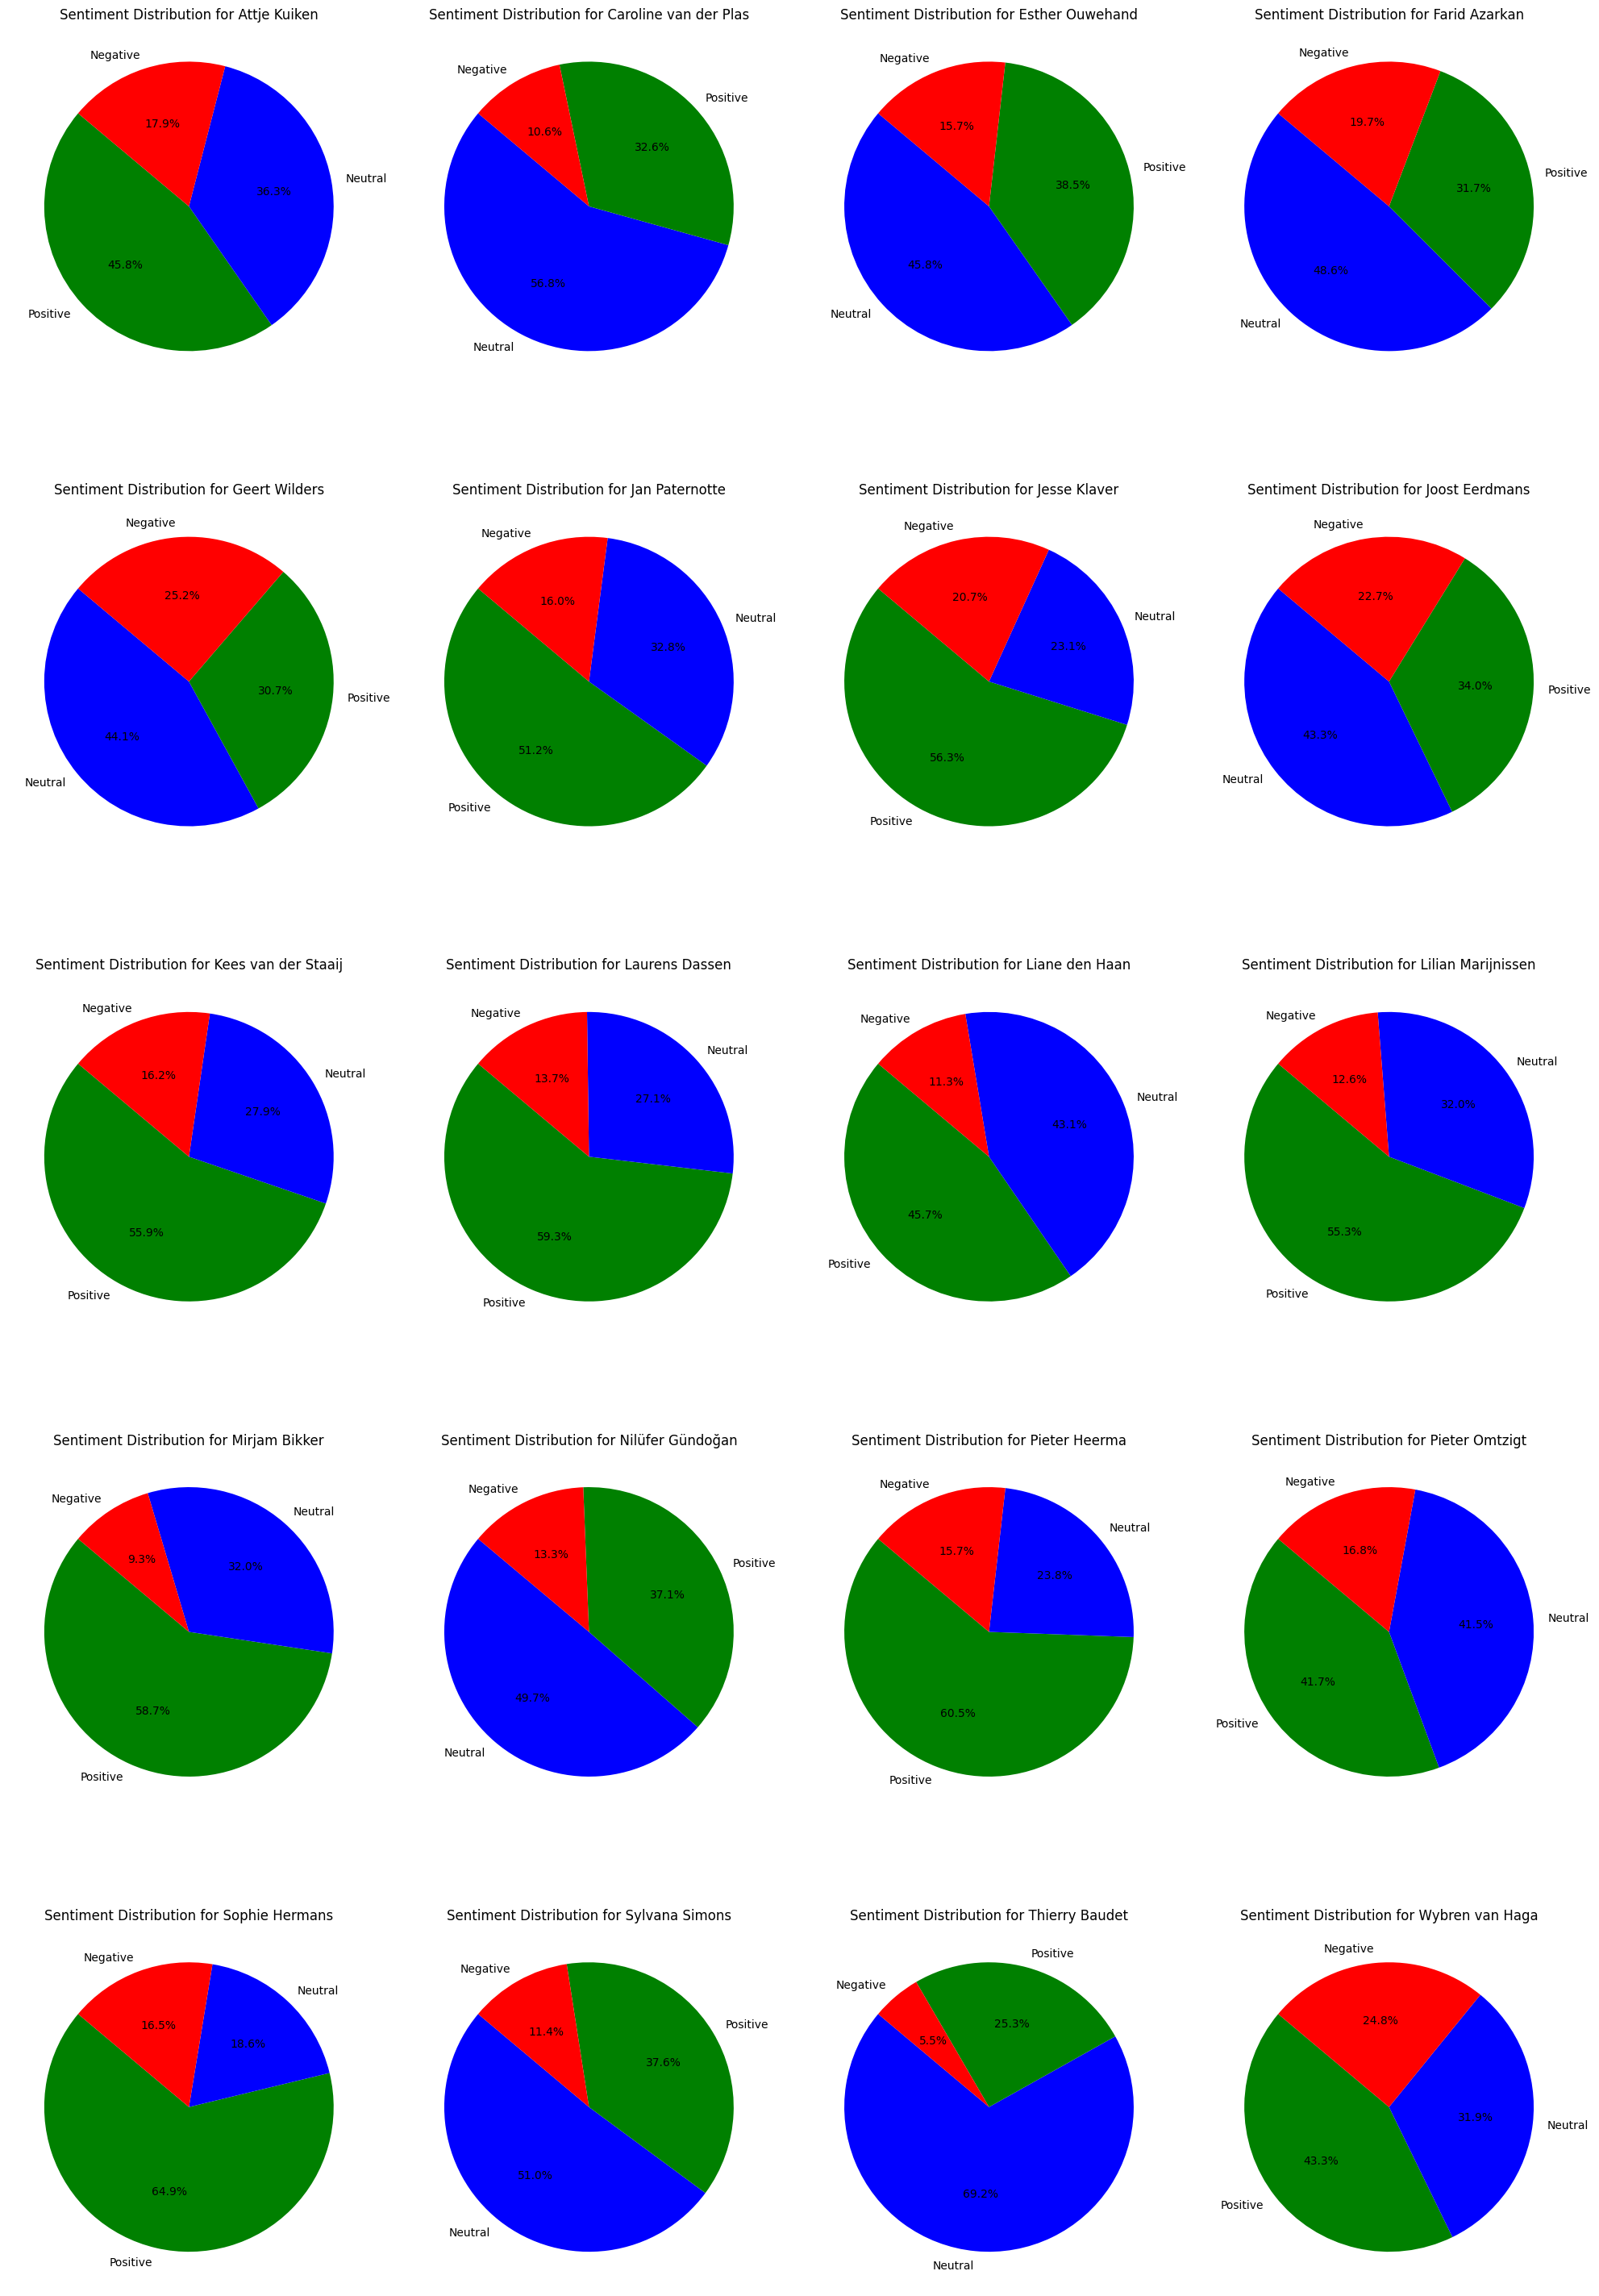 Sentiment Distribution for Attje Kuiken
Negative
17.9%
36.3%
Neutral
45.8%
Positive
Sentiment Distribution for Caroline van der Plas
Negative
Positive
10.6%
32.6%
56.8%
Neutral
Sentiment Distribution for Esther Ouwehand
Negative
15.7%
Positive
38.5%
45.8%
Neutral
Sentiment Distribution for Farid Azarkan
Negative
19.7%
Positive
31.7%
48.6%
Neutral
Sentiment Distribution for Geert Wilders
Negative
25.2%
30.7%
Positive
44.1%
Neutral
Sentiment Distribution for Jan Paternotte
Negative
16.0%
Neutral
32.8%
51.2%
Positive
Sentiment Distribution for Jesse Klaver
Negative
20.7%
Neutral
23.1%
56.3%
Positive
Sentiment Distribution for Joost Eerdmans
Negative
22.7%
34.0%
Positive
43.3%
Neutral
Sentiment Distribution for Kees van der Staaij
Negative
16.2%
Neutral
27.9%
55.9%
Positive
Sentiment Distribution for Laurens Dassen
Negative
Neutral
13.7%
27.1%
59.3%
Positive
Sentiment Distribution for Liane den Haan
Negative
11.3%
Neutral
43.1%
45.7%
Positive
Sentiment Distribution for Lilian Marijnissen
Negative
Neutral
12.6%
32.0%
55.3%
Positive
Sentiment Distribution for Mirjam Bikker
Negative
Neutral
9.3%
32.0%
58.7%
Positive
Sentiment Distribution for Nilüfer Gündoğan
Negative
13.3%
Positive
37.1%
49.7%
Neutral
Sentiment Distribution for Pieter Heerma
Negative
Neutral
15.7%
23.8%
60.5%
Positive
Sentiment Distribution for Pieter Omtzigt
Negative
16.8%
Neutral
41.5%
41.7%
Positive
Sentiment Distribution for Sophie Hermans
Negative
Neutral
16.5%
18.6%
64.9%
Positive
Sentiment Distribution for Sylvana Simons
Negative
Positive
11.4%
37.6%
51.0%
Neutral
Sentiment Distribution for Thierry Baudet
Positive
Negative
25.3%
5.5%
69.2%
Neutral
Sentiment Distribution for Wybren van Haga
Negative
24.8%
31.9%
Neutral
43.3%
Positive